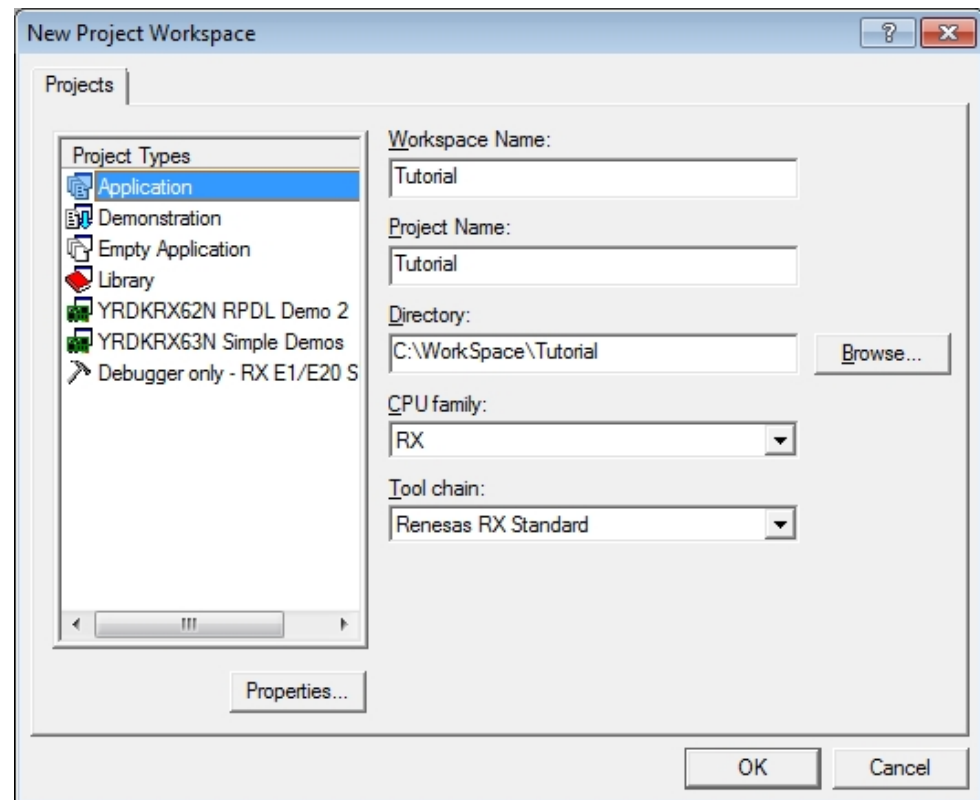 New Project Workspace
Projects
Project Types
Application
Demonstration
Empty Application
Library
YRDKRX62N RPDL Demo 2
YRDKRX63N Simple Demos
Debugger only - RX E1/E20 S
Properties...
Workspace Name:
Tutorial
Project Name:
Tutorial
Directory:
C:\WorkSpace\Tutorial
Browse...
CPU family:
RX
Tool chain:
Renesas RX Standard
OK
Cancel